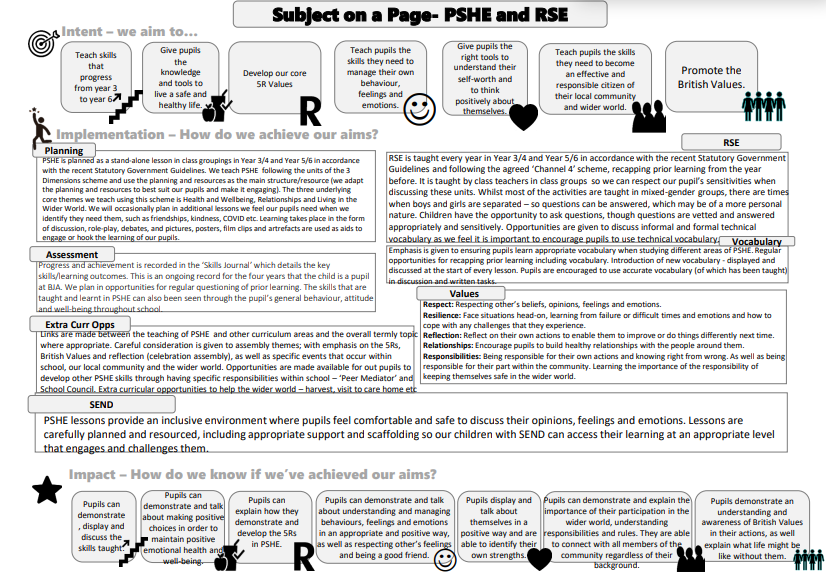 Subject on a Page- PSHE and RSE
Intent – we aim to…
Teach skills
that
progress
from year 3
to year 6.
Give pupils
the
knowledge
and tools to
live a safe and
healthy life.
Develop our core
5R Values
Teach pupils the
skills they need to
manage their own
behaviour,
feelings and
emotions.
Give pupils the
right tools to
understand their
self-worth and
to think
positively about
themselves.
Teach pupils the skills
they need to become
an effective and
responsible citizen of
their local community
and wider world.
Promote the
British Values.
R
Implementation – How do we achieve our aims?
Planning
PSHE is planned as a stand-alone lesson in class groupings in Year 3/4 and Year 5/6 in accordance
with the recent Statutory Government Guidelines. We teach PSHE following the units of the 3
Dimensions scheme and use the planning and resources as the main structure/resource (we adapt
the planning and resources to best suit our pupils and make it engaging). The three underlying
core themes we teach using this scheme is Health and Wellbeing, Relationships and Living in the
Wider World. We will occasionally plan in additional lessons we feel our pupils need when we
identify they need them, such as friendships, kindness, COVID etc. Learning takes place in the form
of discussion, role-play, debates, and pictures, posters, film clips and artrefacts are used as aids to
engage or hook the learning of our pupils.
RSE
RSE is taught every year in Year 3/4 and Year 5/6 in accordance with the recent Statutory Government
Guidelines and following the agreed ‘Channel 4’ scheme, recapping prior learning from the year
before. It is taught by class teachers in class groups so we can respect our pupil’s sensitivities when
discussing these units. Whilst most of the activities are taught in mixed-gender groups, there are times
when boys and girls are separated – so questions can be answered, which may be of a more personal
nature. Children have the opportunity to ask questions, though questions are vetted and answered
appropriately and sensitively. Opportunities are given to discuss informal and formal technical
vocabulary as we feel it is important to encourage pupils to use technical vocabulary.
Vocabulary
Emphasis is given to ensuring pupils learn appropriate vocabulary when studying different areas of PSHE. Regular
opportunities for recapping prior learning including vocabulary. Introduction of new vocabulary - displayed and
discussed at the start of every lesson. Pupils are encouraged to use accurate vocabulary (of which has been taught)
in discussion and written tasks.
Assessment
Progress and achievement is recorded in the ‘Skills Journal’ which details the key
skills/learning outcomes. This is an ongoing record for the four years that the child is a pupil
at BJA. We plan in opportunities for regular questioning of prior learning. The skills that are
taught and learnt in PSHE can also been seen through the pupil’s general behaviour, attitude
and well-being throughout school.
Values
Respect: Respecting other’s beliefs, opinions, feelings and emotions.
Resilience: Face situations head-on, learning from failure or difficult times and emotions and how to
cope with any challenges that they experience.
Reflection: Reflect on their own actions to enable them to improve or do things differently next time.
Relationships: Encourage pupils to build healthy relationships with the people around them.
Responsibilities: Being responsible for their own actions and knowing right from wrong. As well as being
responsible for their part within the community. Learning the importance of the responsibility of
keeping themselves safe in the wider world.
Extra Curr Opps
Links are made between the teaching of PSHE and other curriculum areas and the overall termly topic
where appropriate. Careful consideration is given to assembly themes; with emphasis on the 5Rs,
British Values and reflection (celebration assembly), as well as specific events that occur within
school, our local community and the wider world. Opportunities are made available for out pupils to
develop other PSHE skills through having specific responsibilities within school – ‘Peer Mediator’ and
School Council. Extra curricular opportunities to help the wider world – harvest, visit to care home etc
SEND
PSHE lessons provide an inclusive environment where pupils feel comfortable and safe to discuss their opinions, feelings and emotions. Lessons are
carefully planned and resourced, including appropriate support and scaffolding so our children with SEND can access their learning at an appropriate level
that engages and challenges them.
Impact – How do we know if we’ve achieved our aims?
Pupils can
demonstrate
, display and
discuss the
skills taught.
Pupils can
demonstrate and talk
about making positive
choices in order to
maintain positive
emotional health and
well-being.
Pupils can
explain how they
demonstrate and
develop the 5Rs
in PSHE.
R
Pupils can demonstrate and talk
about understanding and managing
behaviours, feelings and emotions
in an appropriate and positive way,
as well as respecting other’s feelings
and being a good friend.
Pupils display and
talk about
themselves in a
positive way and are
able to identify their
own strengths.
Pupils can demonstrate and explain the
importance of their participation in the
wider world, understanding
responsibilities and rules. They are able
to connect with all members of the
community regardless of their
background.
Pupils demonstrate an
understanding and
awareness of British Values
in their actions, as well
explain what life might be
like without them.